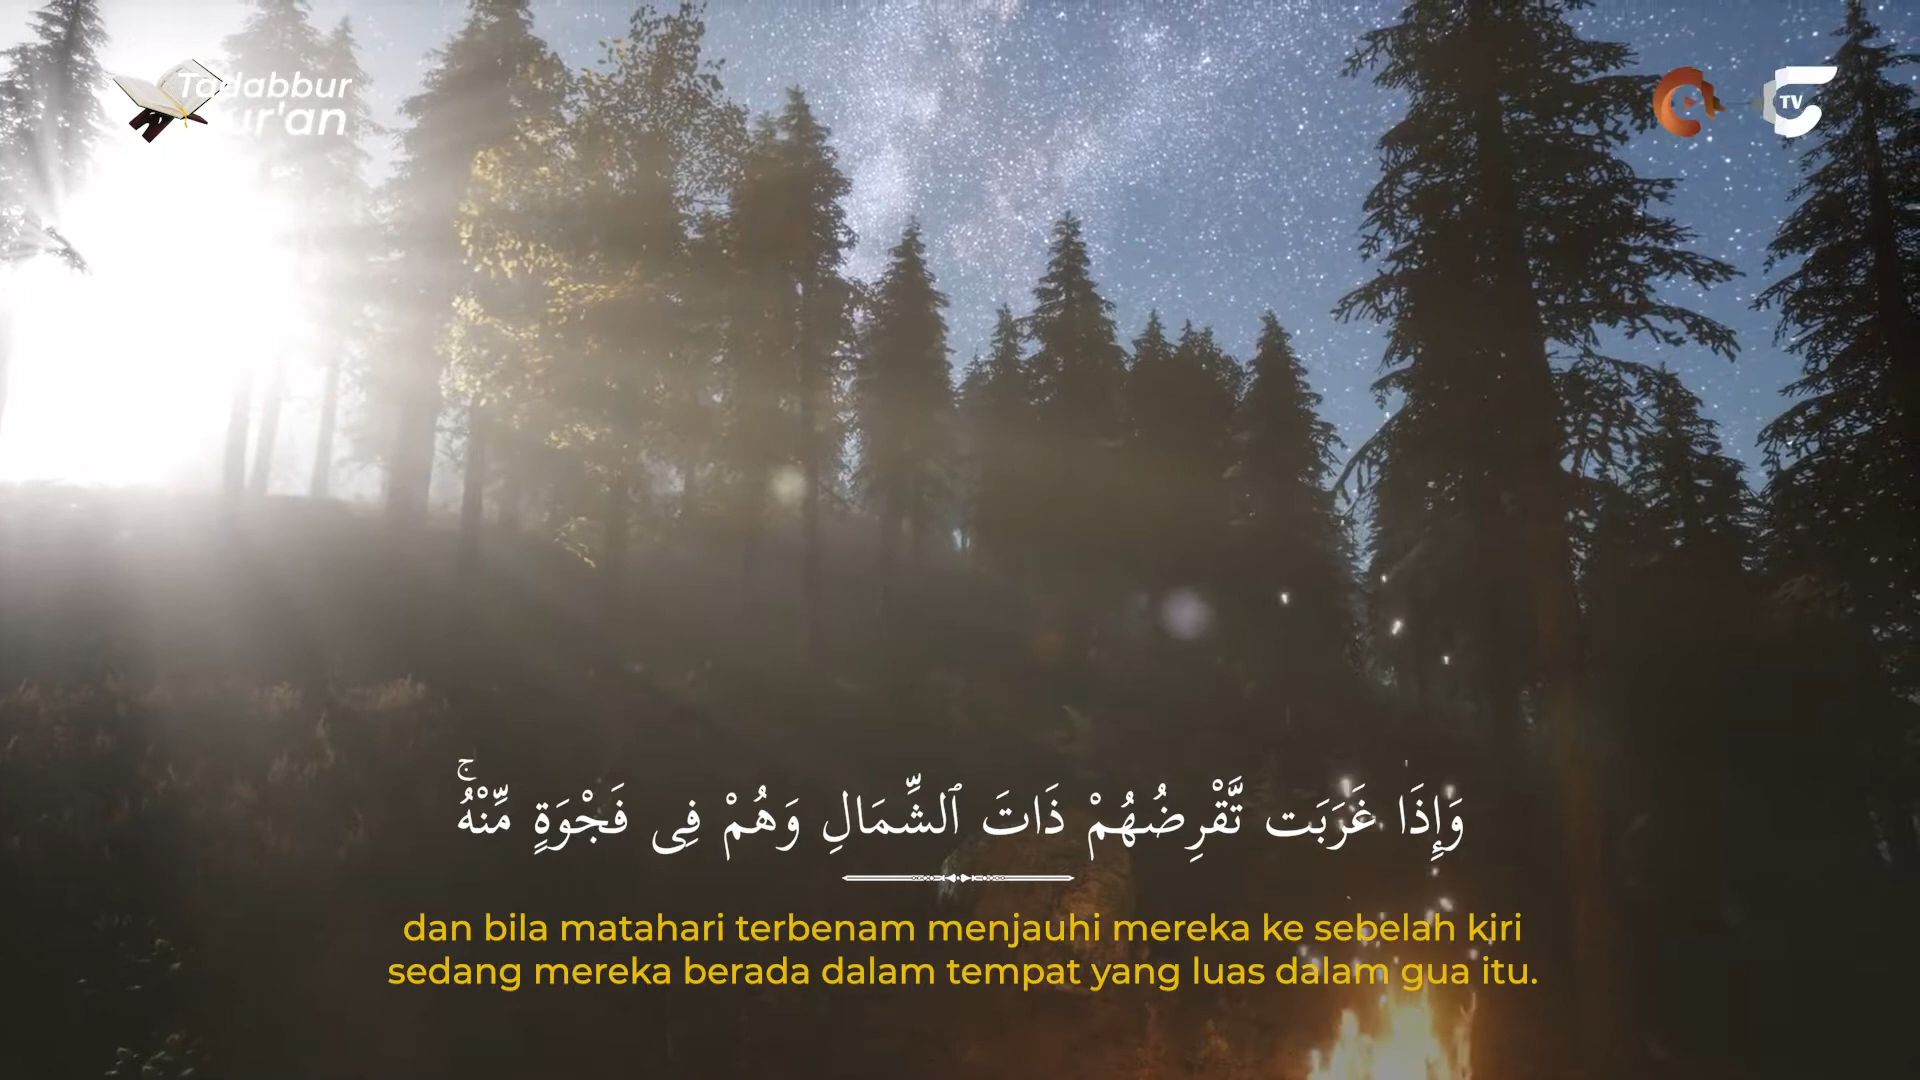 Tadabbur
Qur'an
TV
وَإِذَا غَرَبَت تَّقْرِضُهُمْ ذَاتَ ٱلشِّمَالِ وَهُمْ فِى فَجْوَةٍ مِّنْهُ ۚ
dan bila matahari terbenam menjauhi mereka ke sebelah kiri
sedang mereka berada dalam tempat yang luas dalam gua itu.